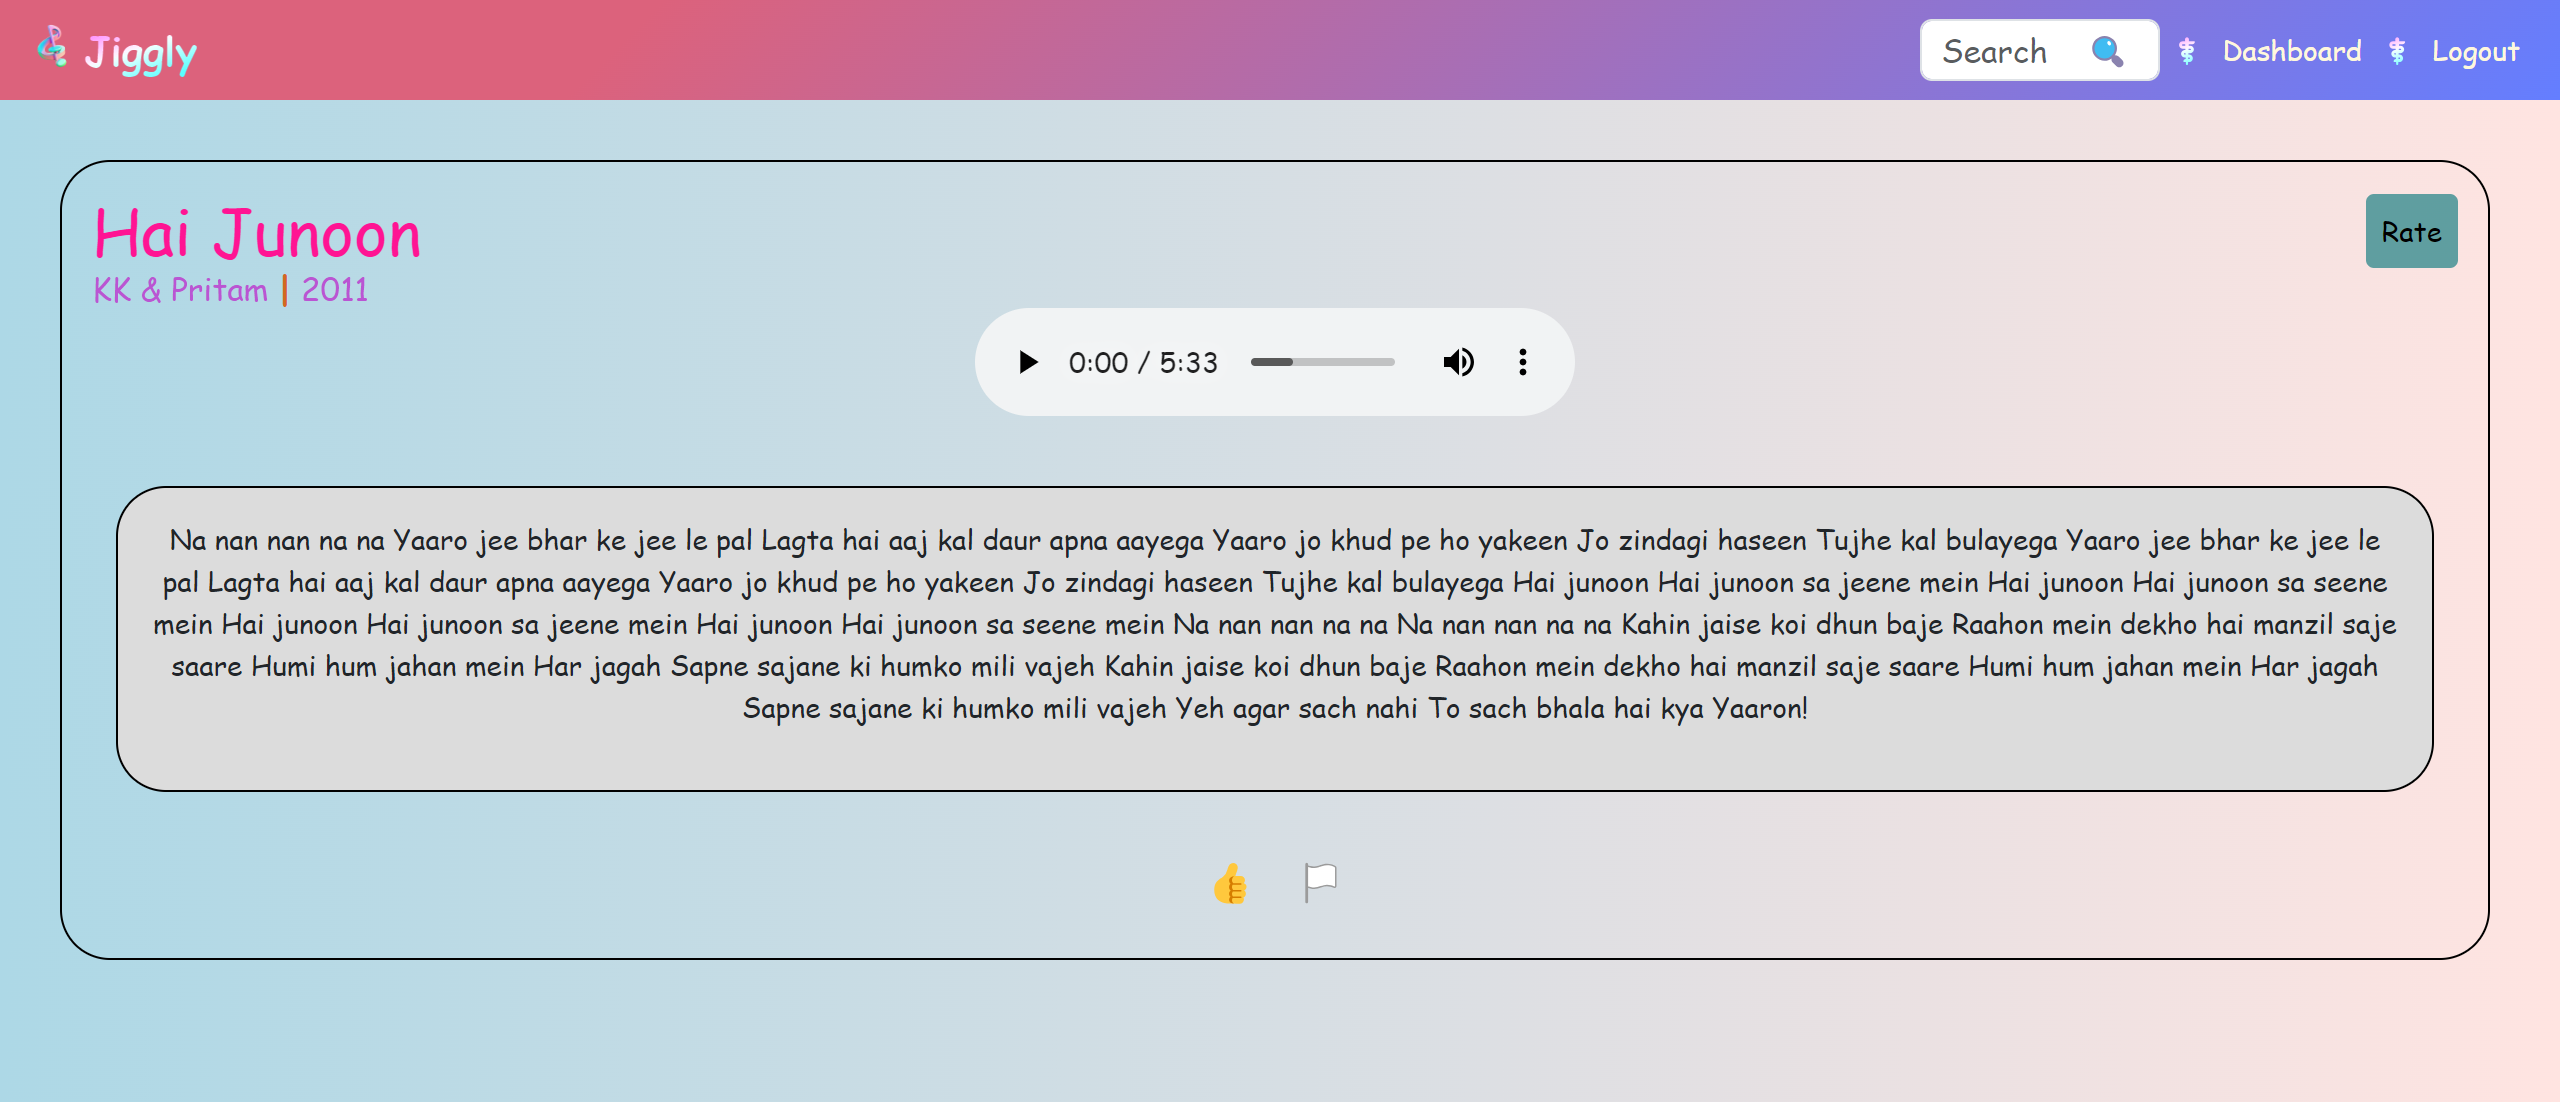 Jiggly
Search
Dashboard
Logout
Hai Junoon
Rate
KK & Pritam | 2011
0:00 / 5:33
Na nan nan na na Yaaro jee bhar ke jee le pal Lagta hai aaj kal daur apna aayega Yaaro jo khud pe ho yakeen Jo zindagi haseen Tujhe kal bulayega Yaaro jee bhar ke jee le
pal Lagta hai aaj kal daur apna aayega Yaaro jo khud pe ho yakeen Jo zindagi haseen Tujhe kal bulayega Hai junoon Hai junoon sa jeene mein Hai junoon Hai junoon sa seene
mein Hai junoon Hai junoon sa jeene mein Hai junoon Hai junoon sa seene mein Na nan nan na na Na nan nan na na Kahin jaise koi dhun baje Raahon mein dekho hai manzil saje
saare Humi hum jahan mein Har jagah Sapne sajane ki humko mili vajeh Kahin jaise koi dhun baje Raahon mein dekho hai manzil saje saare Humi hum jahan mein Har jagah
Sapne sajane ki humko mili vajeh Yeh agar sach nahi To sach bhala hai kya Yaaron!